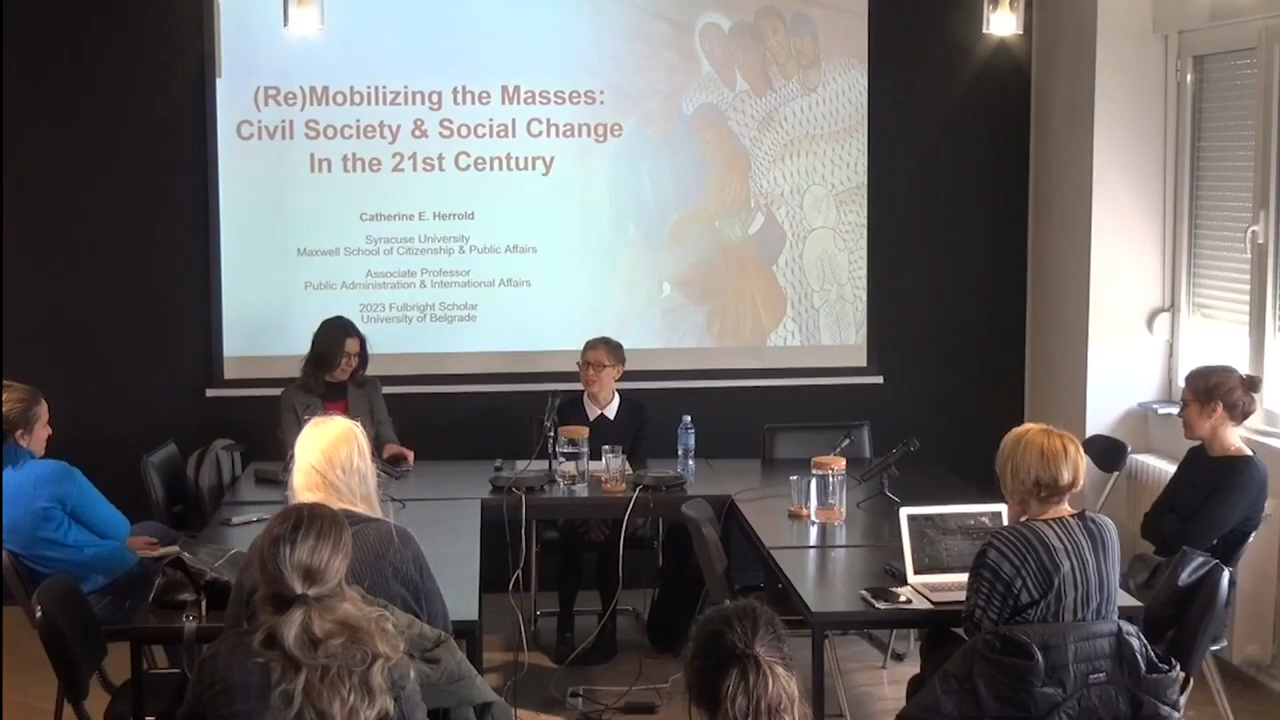 (Re)Mobilizing the Masses:
Civil Society & Social Change
In the 21st Century
Catherine E. Herrold
Syracuse University
Maxwell School of Citizenship & Public Affairs
Associate Professor
Public Administration & International Affairs
2023 Fulbright Scholar
University of Belgrade